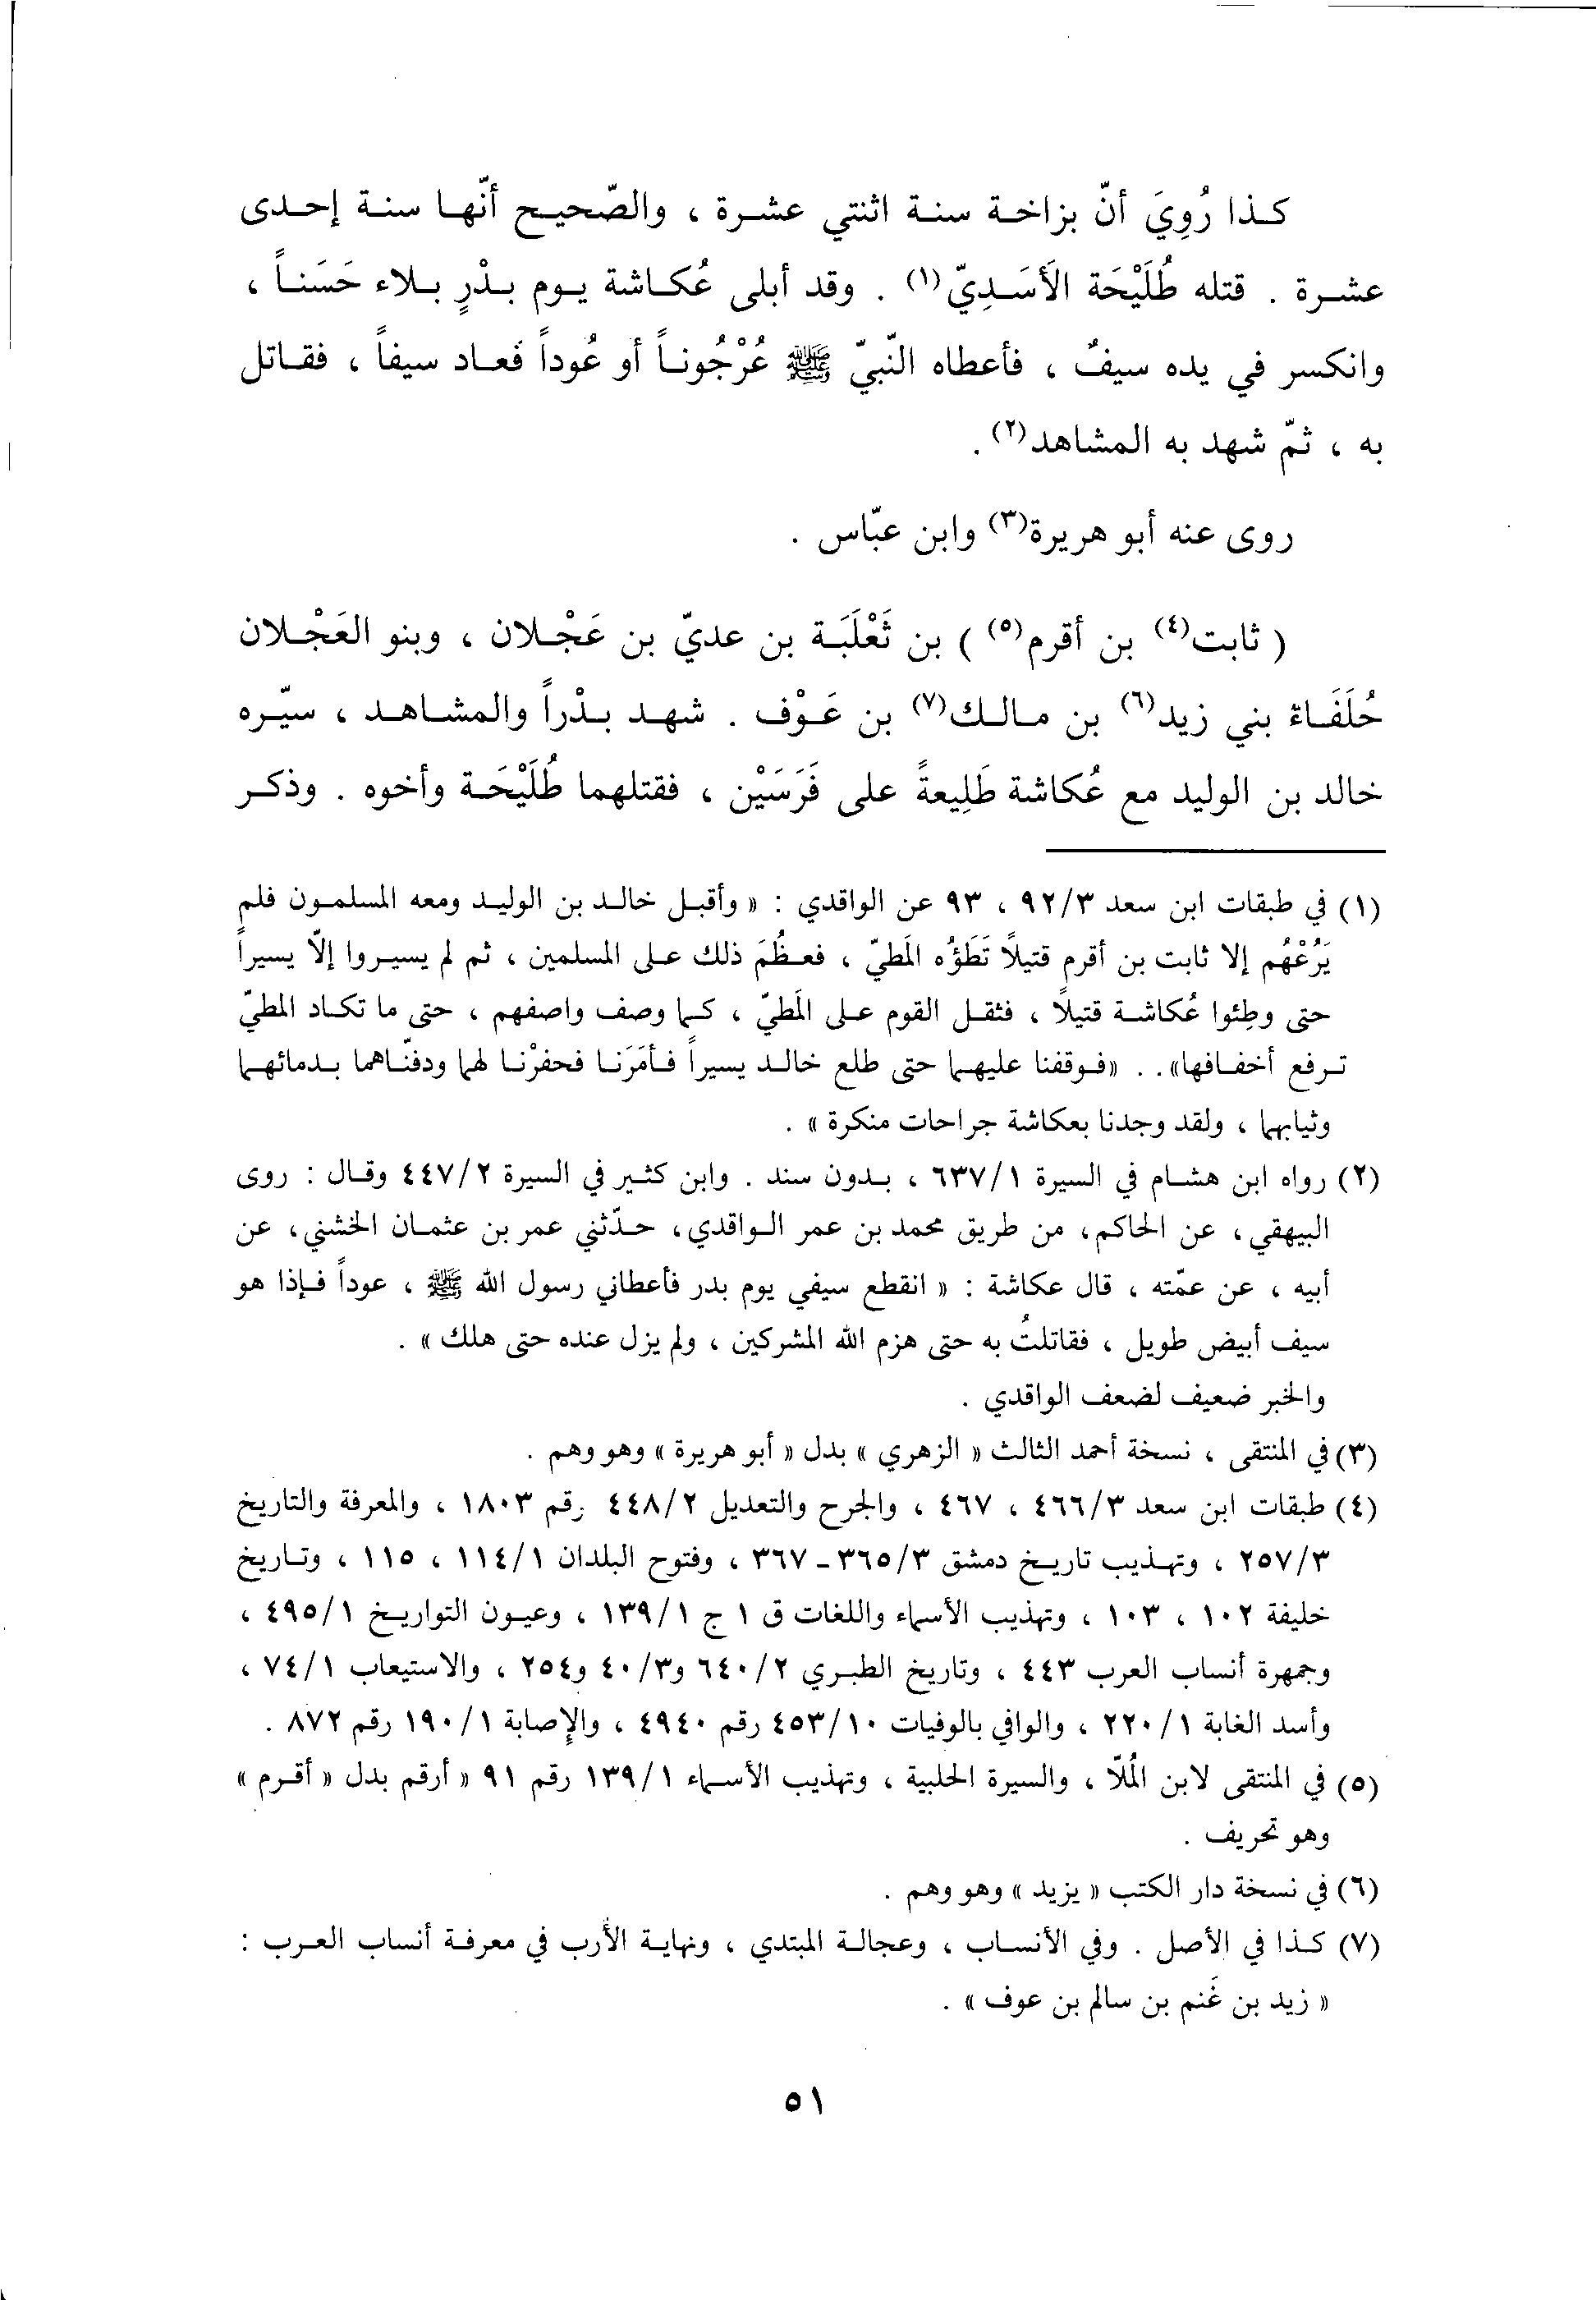 كذا رُوِيَ أنّ بزاخة سنة اثنتي عشرة ، والصّحيح أنّها سنة إحدى
عشرة . قتله طُلَيْحَة الأَسَدِيّ(١) . وقد أبلى عُكاشة يوم بدْرٍ بلاء حَسَناً ،
وانكسر في يده سيفٌ ، فأعطاه النّبيّ ﷺ عُرْجُوناً أو عُوداً فعاد سيفاً ، فقاتل
به ، ثمّ شهد به المشاهد(٢) .
روى عنه أبو هريرة(٣) وابن عبّاس .
( ثابت(٤) بن أقرم(٥) ) بن ثَعْلَبَة بن عديّ بن عَجْلان ، وبنو العَجْلان
حُلَفَاءُ بني زيد(٦) بن مالك(٧) بن عَوْف . شهد بدْراً والمشاهد ، سيّره
خالد بن الوليد مع عُكاشة طَلِيعةً على فَرَسَيْن ، فقتلهما طُلَيْحَة وأخوه . وذكر
(١) في طبقات ابن سعد ٩٢/٣ ، ٩٣ عن الواقدي : « وأقبل خالد بن الوليد ومعه المسلمون فلم
يَرُعْهُم إلا ثابت بن أقرم قتيلاً تَطَؤُه المَطيّ ، فعظُمَ ذلك على المسلمين ، ثم لم يسيروا إلّا يسيراً
حتى وطِئوا عُكاشة قتيلاً ، فثقل القوم على المَطيّ ، كما وصف واصفهم ، حتى ما تكاد المطيّ
ترفع أخفافها» . . «فوقفنا عليهما حتى طلع خالد يسيراً فأمَرَنا فحفرْنا لهما ودفنّاهما بدمائهما
وثيابهما ، ولقد وجدنا بعكاشة جراحات منكرة » .
(٢) رواه ابن هشام في السيرة ٦٣٧/١ ، بدون سند . وابن كثير في السيرة ٤٤٧/٢ وقال : روى
البيهقي، عن الحاكم، من طريق محمد بن عمر الواقدي، حدّثني عمر بن عثمان الخشني، عن
أبيه ، عن عمّته ، قال عكاشة : « انقطع سيفي يوم بدر فأعطاني رسول الله ﷺ ، عوداً فإذا هو
سيف أبيض طويل ، فقاتلتُ به حتى هزم الله المشركين ، ولم يزل عنده حتى هلك » .
والخبر ضعيف لضعف الواقدي .
(٣) في المنتقى ، نسخة أحمد الثالث « الزهري » بدل « أبو هريرة » وهو وهم .
(٤) طبقات ابن سعد ٤٦٦/٣ ، ٤٦٧ ، والجرح والتعديل ٤٤٨/٢ رقم ١٨٠٣ ، والمعرفة والتاريخ
٢٥٧/٣ ، وتهذيب تاريخ دمشق ٣٦٥/٣ - ٣٦٧ ، وفتوح البلدان ١١٤/١ ، ١١٥ ، وتاريخ
خليفة ١٠٢ ، ١٠٣ ، وتهذيب الأسماء واللغات ق ١ ج ١٣٩/١ ، وعيون التواريخ ٤٩٥/١ ،
وجمهرة أنساب العرب ٤٤٣ ، وتاريخ الطبري ٦٤٠/٢ و٤٠/٣ و٢٥٤ ، والاستيعاب ٧٤/١ ،
وأسد الغابة ٢٢٠/١ ، والوافي بالوفيات ٤٥٣/١٠ رقم ٤٩٤٠ ، والإصابة ١٩٠/١ رقم ٨٧٢ .
(٥) في المنتقى لابن المُلّا ، والسيرة الحلبية ، وتهذيب الأسماء ١٣٩/١ رقم ٩١ « أرقم بدل « أقرم »
وهو تحريف .
(٦) في نسخة دار الكتب « يزيد » وهو وهم .
(٧) كذا في الأصل . وفي الأنساب ، وعجالة المبتدي ، ونهاية الأرب في معرفة أنساب العرب :
« زيد بن غَنم بن سالم بن عوف » .
٥١